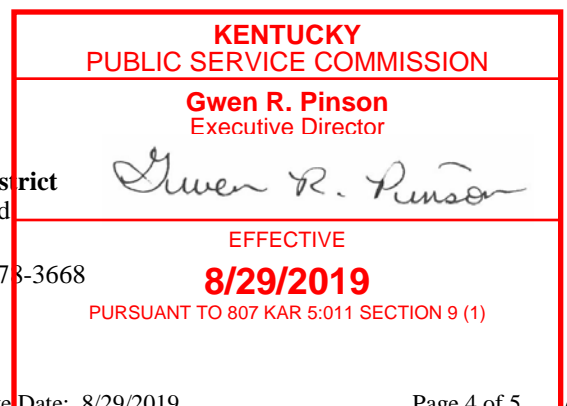 KENTUCKY
PUBLIC SERVICE COMMISSION
Gwen R. Pinson
Executive Director
strict
Gwen R. Pinson
d
EFFECTIVE
78-3668
8/29/2019
PURSUANT TO 807 KAR 5:011 SECTION 9 (1)
e Date: 8/29/2019 Page 4 of 5